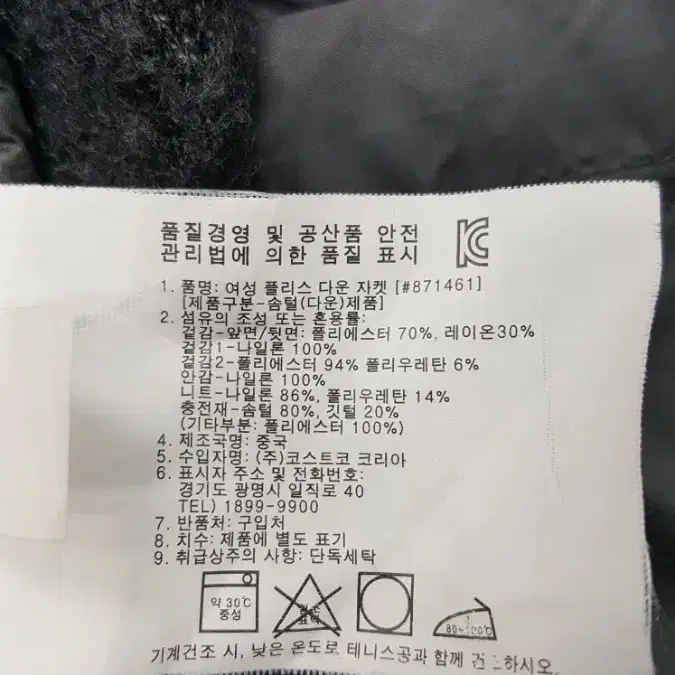 품질경영 및 공산품 안전
관리법에 의한 품질 표시
1. 품명: 여성 플리스 다운 자켓 [#871461]
[제품구분-솜털(다운)제품]
2. 섬유의 조성 또는 혼용률:
겉감-앞면/뒷면: 폴리에스터 70%, 레이온30%
겉감1-나일론 100%
겉감2-폴리에스터 94% 폴리우레탄 6%
안감-나일론 100%
니트-나일론 86%, 폴리우레탄 14%
충전재-솜털 80%, 깃털 20%
(기타부분: 폴리에스터 100%)
4. 제조국명: 중국
5. 수입자명: (주)코스트코 코리아
6. 표시자 주소 및 전화번호:
경기도 광명시 일직로 40
TEL) 1899-9900
7. 반품처: 구입처
8. 치수: 제품에 별도 표기
9. 취급상주의 사항: 단독세탁
약 30℃
중성
80~120℃
기계건조 시, 낮은 온도로 테니스공과 함께 건조하시오.